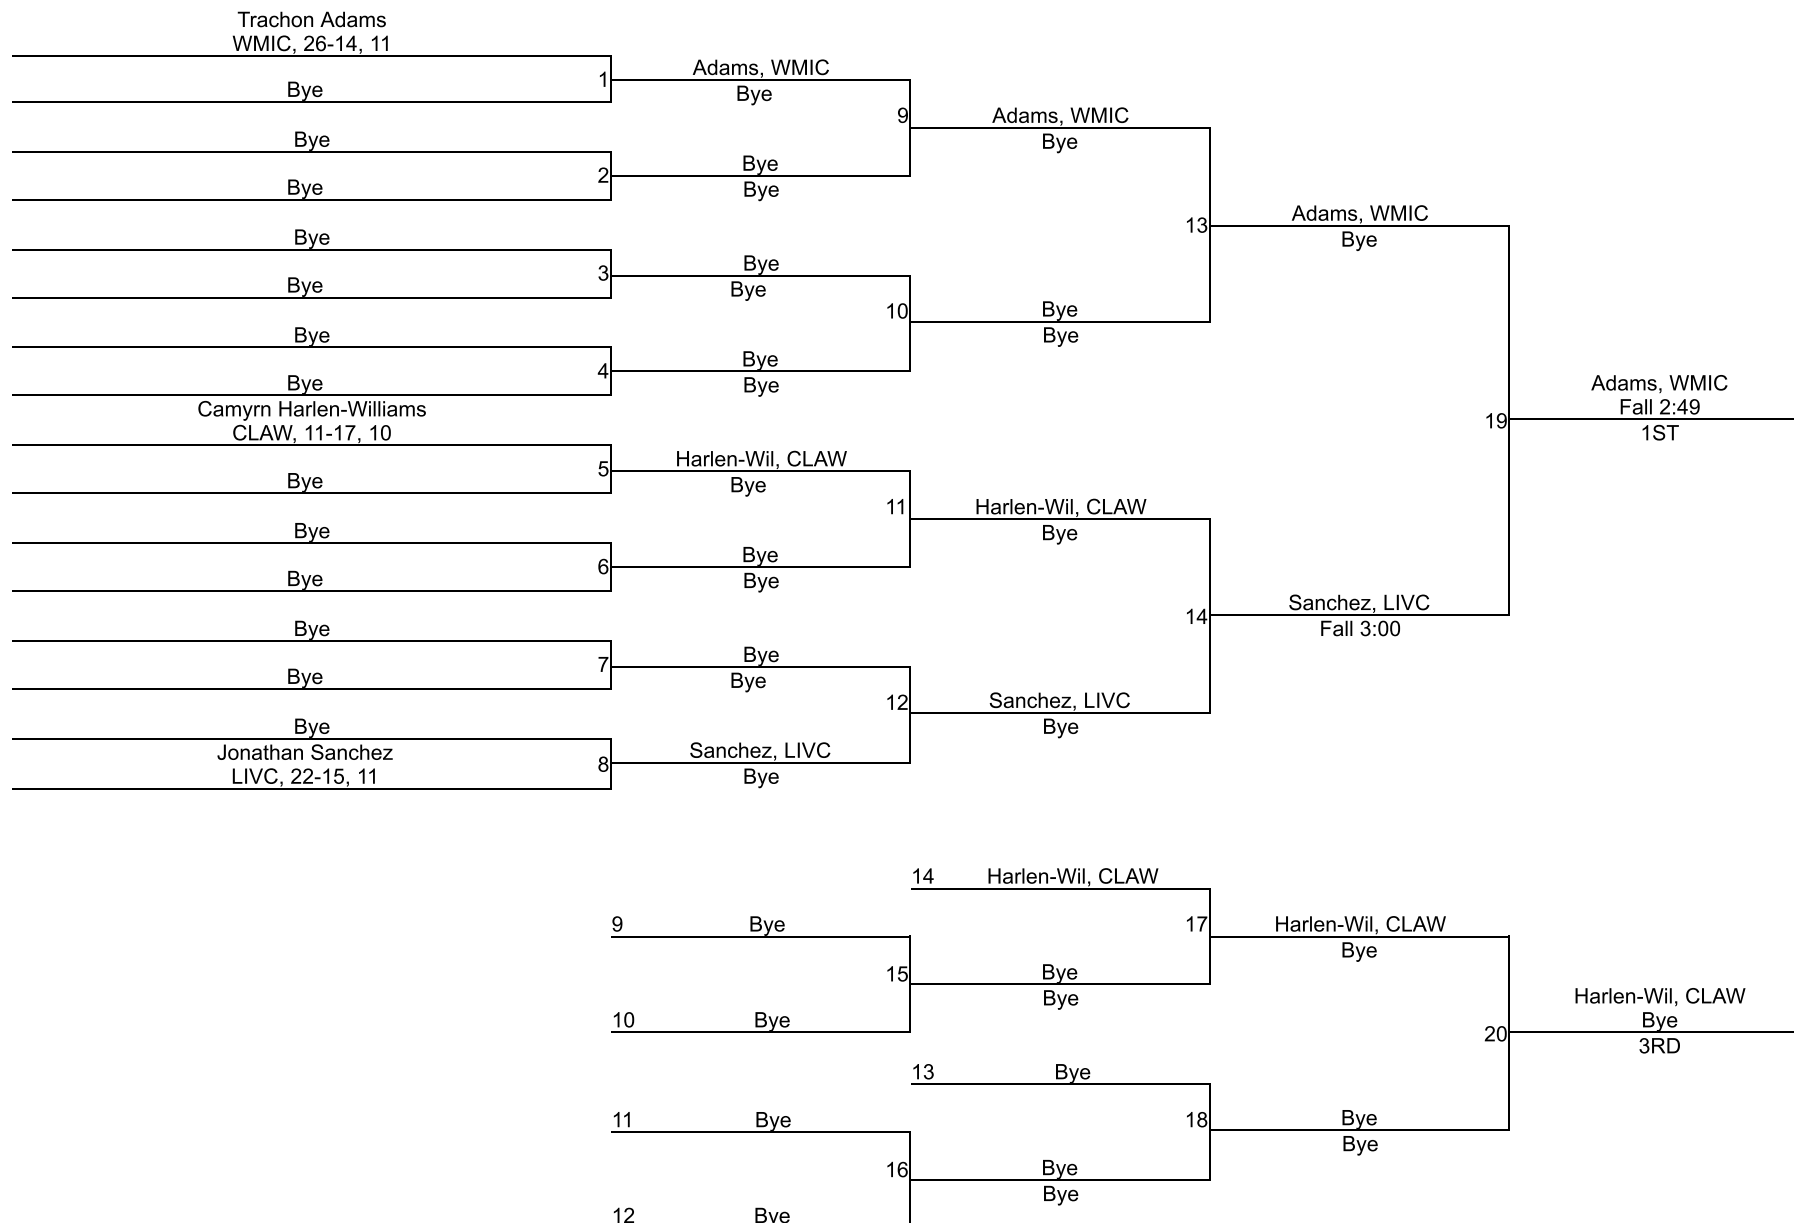 Trachon Adams
WMIC, 26-14, 11
Bye
1
Adams, WMIC
Bye
9
Adams, WMIC
Bye
Bye
Bye
2
Bye
Bye
13
Adams, WMIC
Bye
Bye
Bye
3
Bye
Bye
10
Bye
Bye
Bye
Bye
4
Bye
Bye
19
Adams, WMIC
Fall 2:49
1ST
Camyrn Harlen-Williams
CLAW, 11-17, 10
Bye
5
Harlen-Wil, CLAW
Bye
11
Harlen-Wil, CLAW
Bye
Bye
Bye
6
Bye
Bye
14
Sanchez, LIVC
Fall 3:00
Bye
Bye
7
Bye
Bye
12
Sanchez, LIVC
Bye
Bye
Jonathan Sanchez
LIVC, 22-15, 11
8
Sanchez, LIVC
Bye
14 Harlen-Wil, CLAW
9 Bye
17
Harlen-Wil, CLAW
Bye
15
Bye
Bye
10 Bye
20
Harlen-Wil, CLAW
Bye
3RD
13 Bye
11 Bye
18
Bye
Bye
16
Bye
Bye
12 Bye